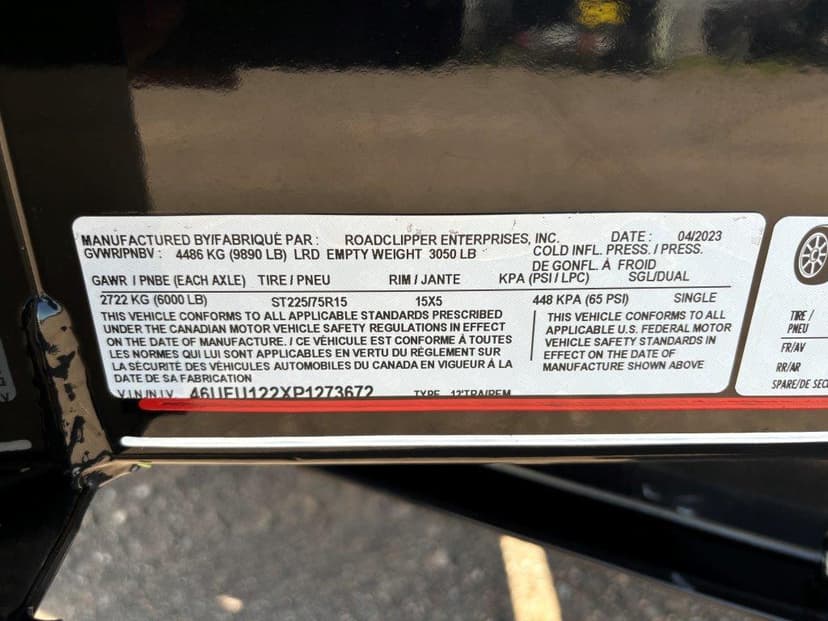 MANUFACTURED BY/FABRIQUÉ PAR : ROADCLIPPER ENTERPRISES, INC. DATE : 04/2023
GVWR/PNBV : 4486 KG (9890 LB) LRD EMPTY WEIGHT 3050 LB COLD INFL. PRESS. / PRESS.
DE GONFL. À FROID
GAWR / PNBE (EACH AXLE) TIRE / PNEU RIM / JANTE KPA (PSI / LPC) SGL/DUAL
2722 KG (6000 LB) ST225/75R15 15X5 448 KPA (65 PSI) SINGLE
THIS VEHICLE CONFORMS TO ALL APPLICABLE STANDARDS PRESCRIBED
UNDER THE CANADIAN MOTOR VEHICLE SAFETY REGULATIONS IN EFFECT
ON THE DATE OF MANUFACTURE. / CE VÉHICULE EST CONFORME À TOUTES
LES NORMES QUI LUI SONT APPLICABLES EN VERTU DU RÈGLEMENT SUR
LA SÉCURITÉ DES VÉHICULES AUTOMOBILES DU CANADA EN VIGUEUR À LA
DATE DE SA FABRICATION
THIS VEHICLE CONFORMS TO ALL
APPLICABLE U.S. FEDERAL MOTOR
VEHICLE SAFETY STANDARDS IN
EFFECT ON THE DATE OF
MANUFACTURE SHOWN ABOVE
V.I.N./N.I.V. 46UFU122XP1273672 TYPE 12'TRA/REM
TIRE /
PNEU
FR/AV
RR/AR
SPARE/DE SEC